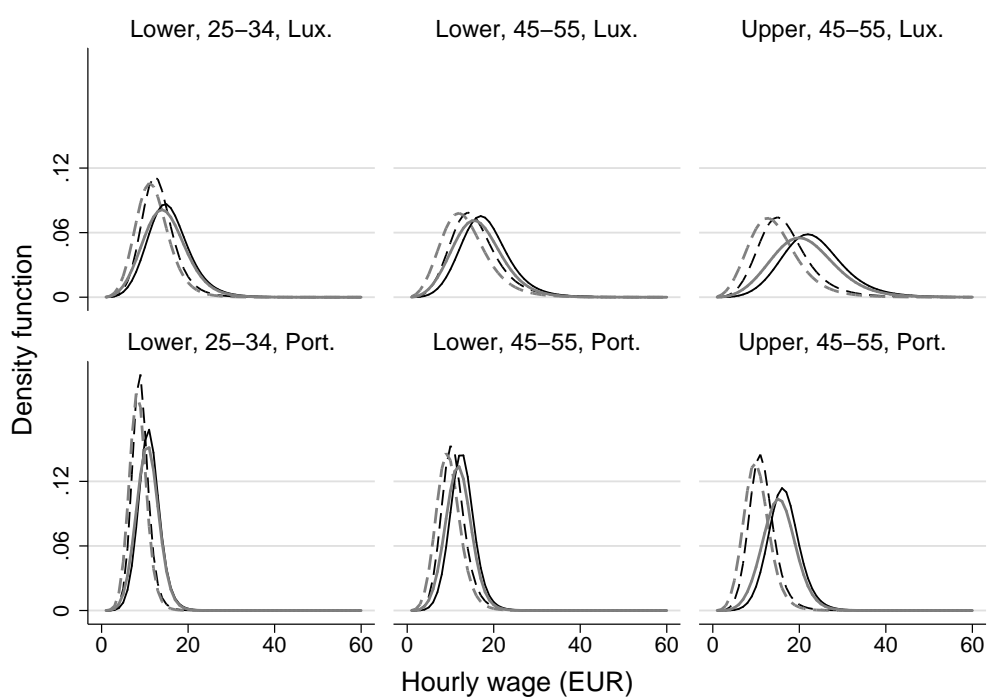 Lower, 25−34, Lux.
Lower, 45−55, Lux.
Upper, 45−55, Lux.
.12
.06
0
Lower, 25−34, Port.
Lower, 45−55, Port.
Upper, 45−55, Port.
.12
.06
0
Density function
0 20 40 60
0 20 40 60
0 20 40 60
Hourly wage (EUR)